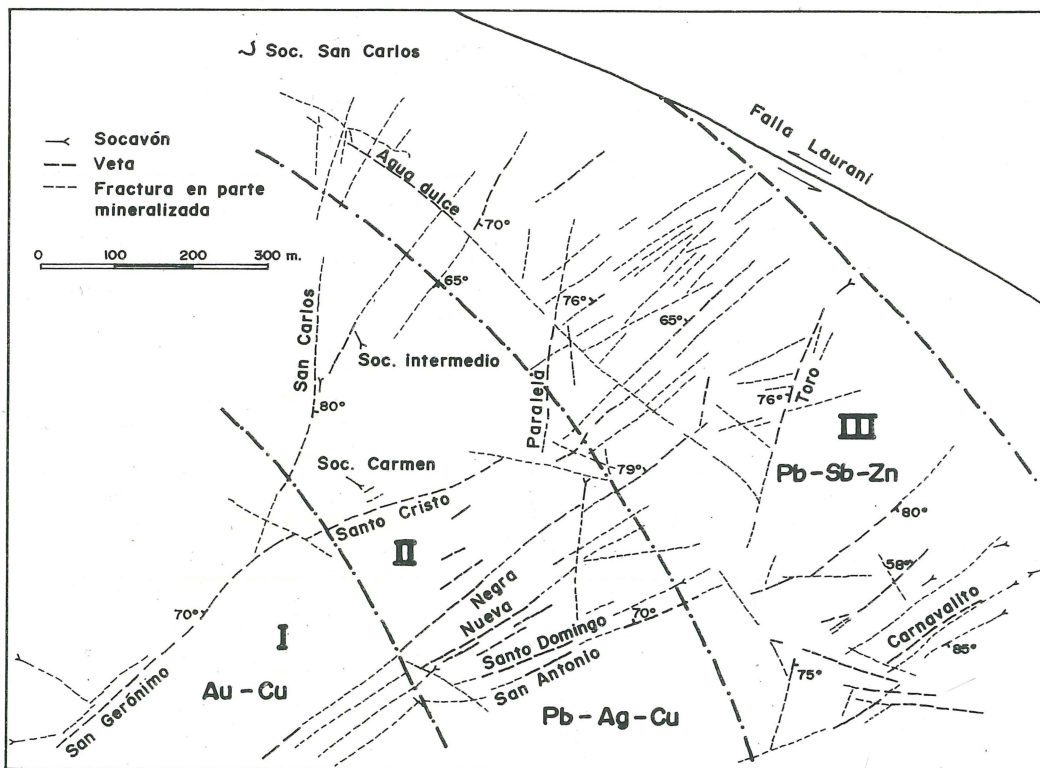 Soc. San Carlos
Socavón
Veta
Fractura en parte
mineralizada
0 100 200 300 m.
Falla Laurani
Agua dulce
70°
65°
San Carlos
76°
65°
Soc. intermedio
Paralela
80°
76°
Toro
III
Pb-Sb-Zn
Soc. Carmen
79°
Santo Cristo
80°
II
58°
Negra
Nueva
70°
70°
Santo Domingo
Carnavalito
I
San Antonio
85°
75°
Au-Cu
San Gerónimo
Pb-Ag-Cu